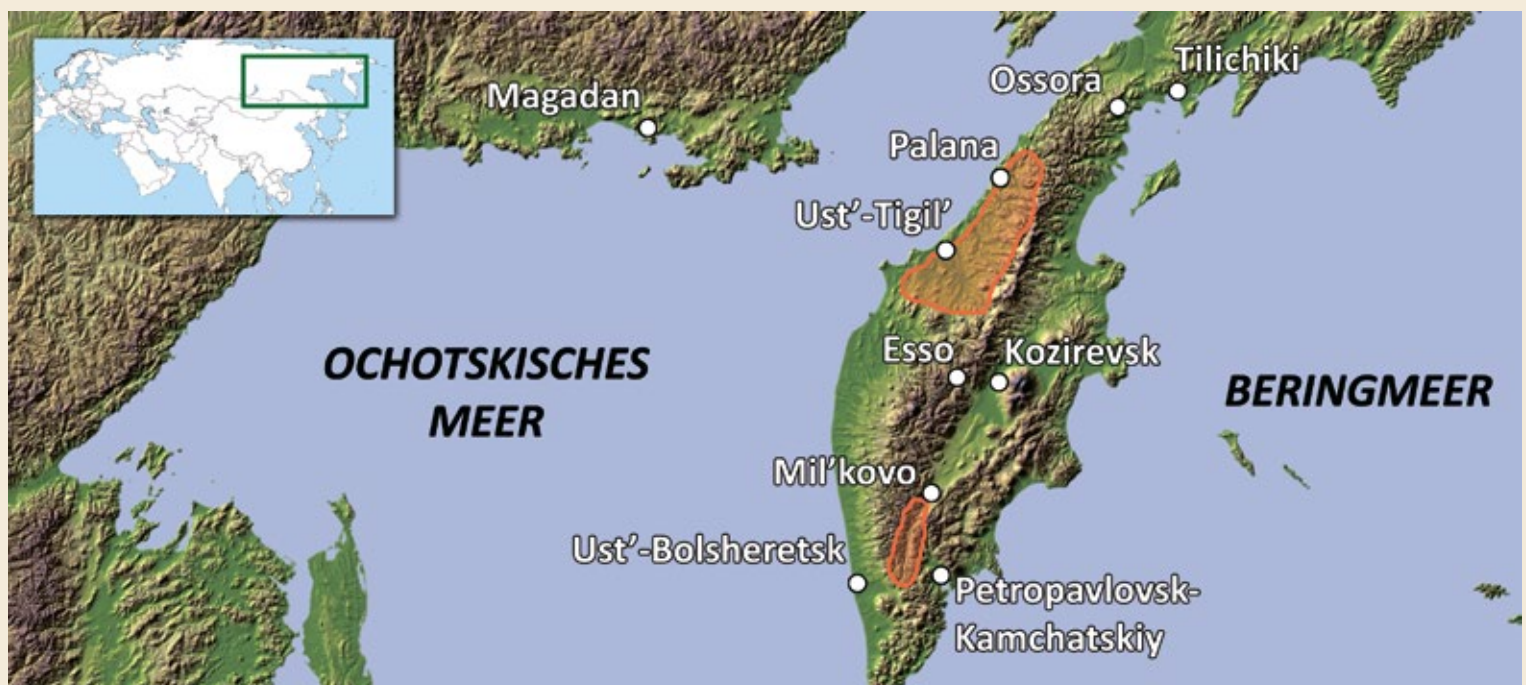 Tilichiki
Ossora
Magadan
Palana
Ust’-Tigil’
Esso
Kozirevsk
OCHOTSKISCHES
MEER
BERINGMEER
Mil’kovo
Ust’-Bolsheretsk
Petropavlovsk-
Kamchatskiy